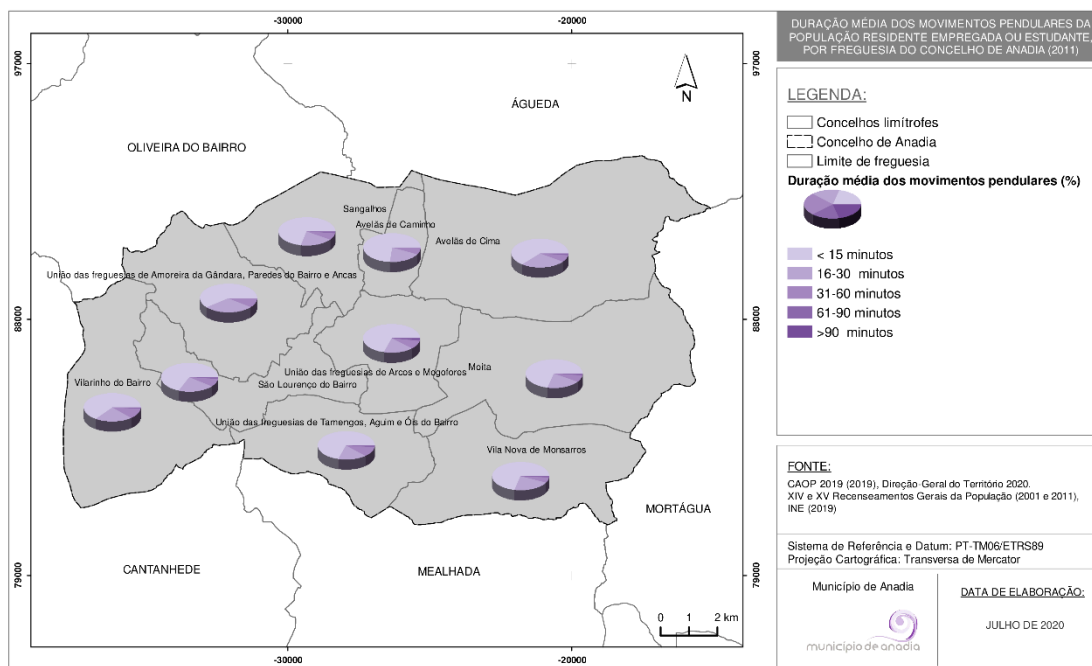 -30000
-20000
97000
97000
88000
88000
79000
79000
-30000
-20000
N
ÁGUEDA
OLIVEIRA DO BAIRRO
Sangalhos
Avelãs de Caminho
Avelãs de Cima
União das freguesias de Amoreira da Gândara, Paredes do Bairro e Ancas
União das freguesias de Arcos e Mogofores
Moita
Vilarinho do Bairro
São Lourenço do Bairro
União das freguesias de Tamengos, Aguim e Óis do Bairro
Vila Nova de Monsarros
MORTÁGUA
CANTANHEDE
MEALHADA
0 1 2 km
DURAÇÃO MÉDIA DOS MOVIMENTOS PENDULARES DA
POPULAÇÃO RESIDENTE EMPREGADA OU ESTUDANTE,
POR FREGUESIA DO CONCELHO DE ANADIA (2011)
LEGENDA:
Concelhos limítrofes
Concelho de Anadia
Limite de freguesia
Duração média dos movimentos pendulares (%)
< 15 minutos
16-30 minutos
31-60 minutos
61-90 minutos
>90 minutos
FONTE:
CAOP 2019 (2019), Direção-Geral do Território 2020.
XIV e XV Recenseamentos Gerais da População (2001 e 2011),
INE (2019)
Sistema de Referência e Datum: PT-TM06/ETRS89
Projeção Cartográfica: Transversa de Mercator
Município de Anadia
município de anadia
DATA DE ELABORAÇÃO:
JULHO DE 2020